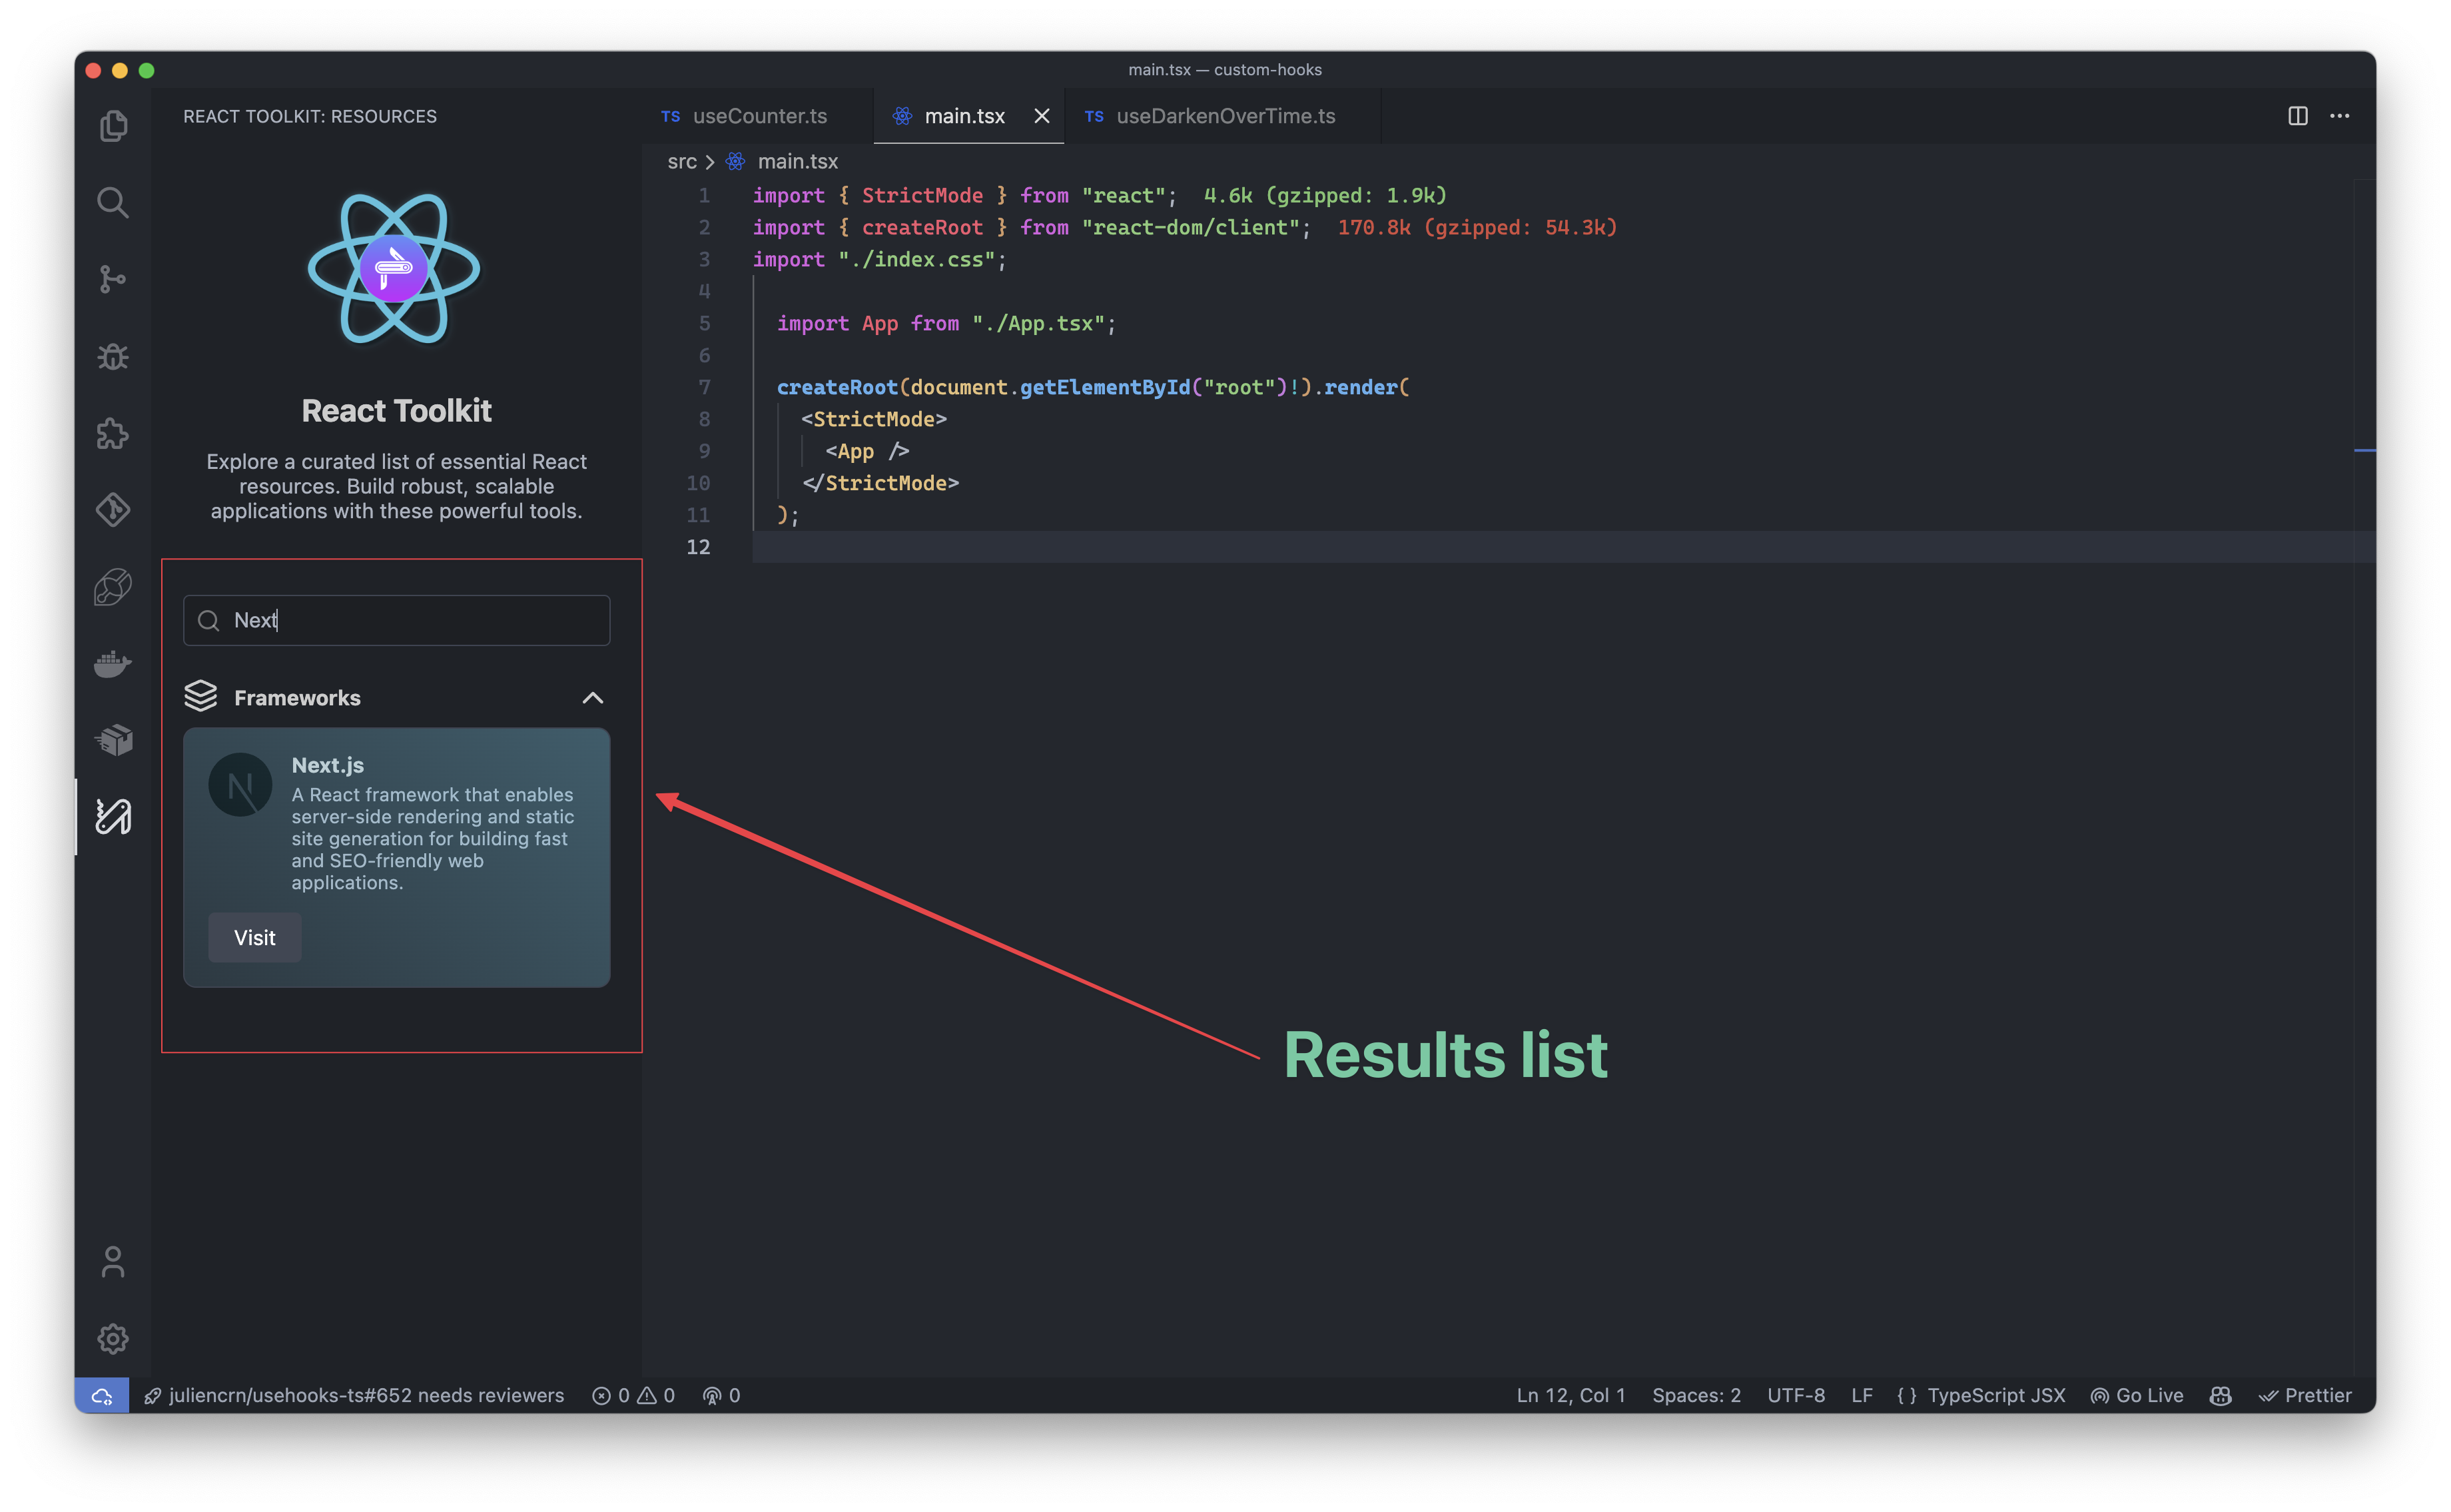 main.tsx — custom-hooks
REACT TOOLKIT: RESOURCES
TS useCounter.ts
main.tsx
TS useDarkenOverTime.ts
React Toolkit
Explore a curated list of essential React
resources. Build robust, scalable
applications with these powerful tools.
Next
Frameworks
N
Next.js
A React framework that enables
server-side rendering and static
site generation for building fast
and SEO-friendly web
applications.
Visit
src > main.tsx
1 import { StrictMode } from "react"; 4.6k (gzipped: 1.9k)
2 import { createRoot } from "react-dom/client"; 170.8k (gzipped: 54.3k)
3 import "./index.css";
4
5 import App from "./App.tsx";
6
7 createRoot(document.getElementById("root")!).render(
8 <StrictMode>
9 <App />
10 </StrictMode>
11 );
12
Results list
juliencrn/usehooks-ts#652 needs reviewers 0 0 0
Ln 12, Col 1 Spaces: 2 UTF-8 LF { } TypeScript JSX Go Live Prettier